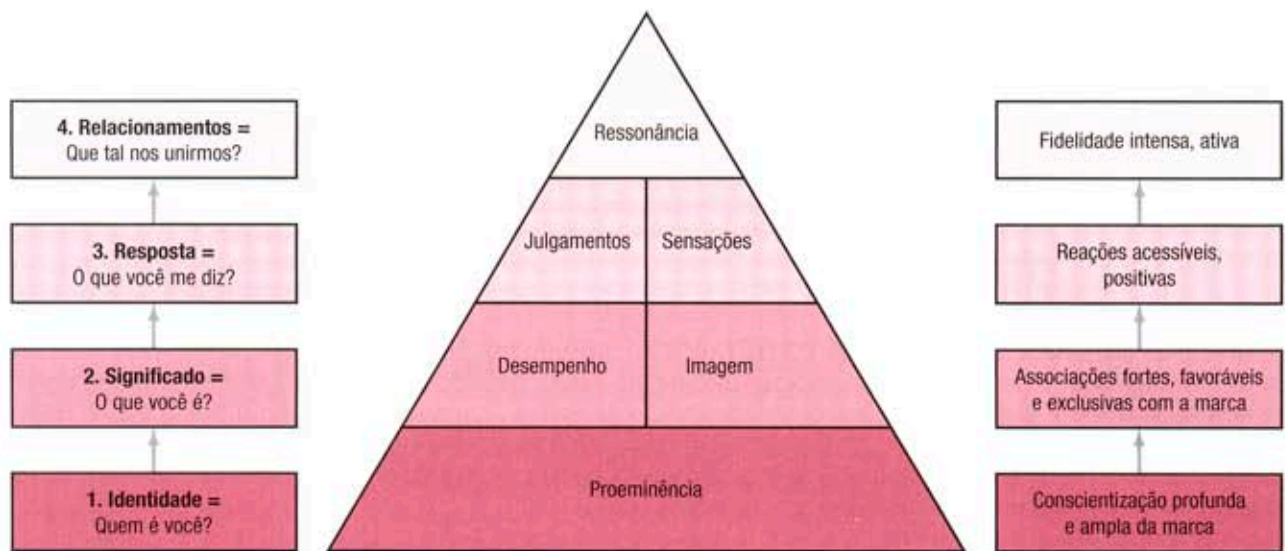 4. Relacionamentos =
Que tal nos unirmos?
3. Resposta =
O que você me diz?
2. Significado =
O que você é?
1. Identidade =
Quem é você?
Ressonância
Julgamentos
Sensações
Desempenho
Imagem
Proeminência
Fidelidade intensa, ativa
Reações acessíveis,
positivas
Associações fortes, favoráveis
e exclusivas com a marca
Conscientização profunda
e ampla da marca